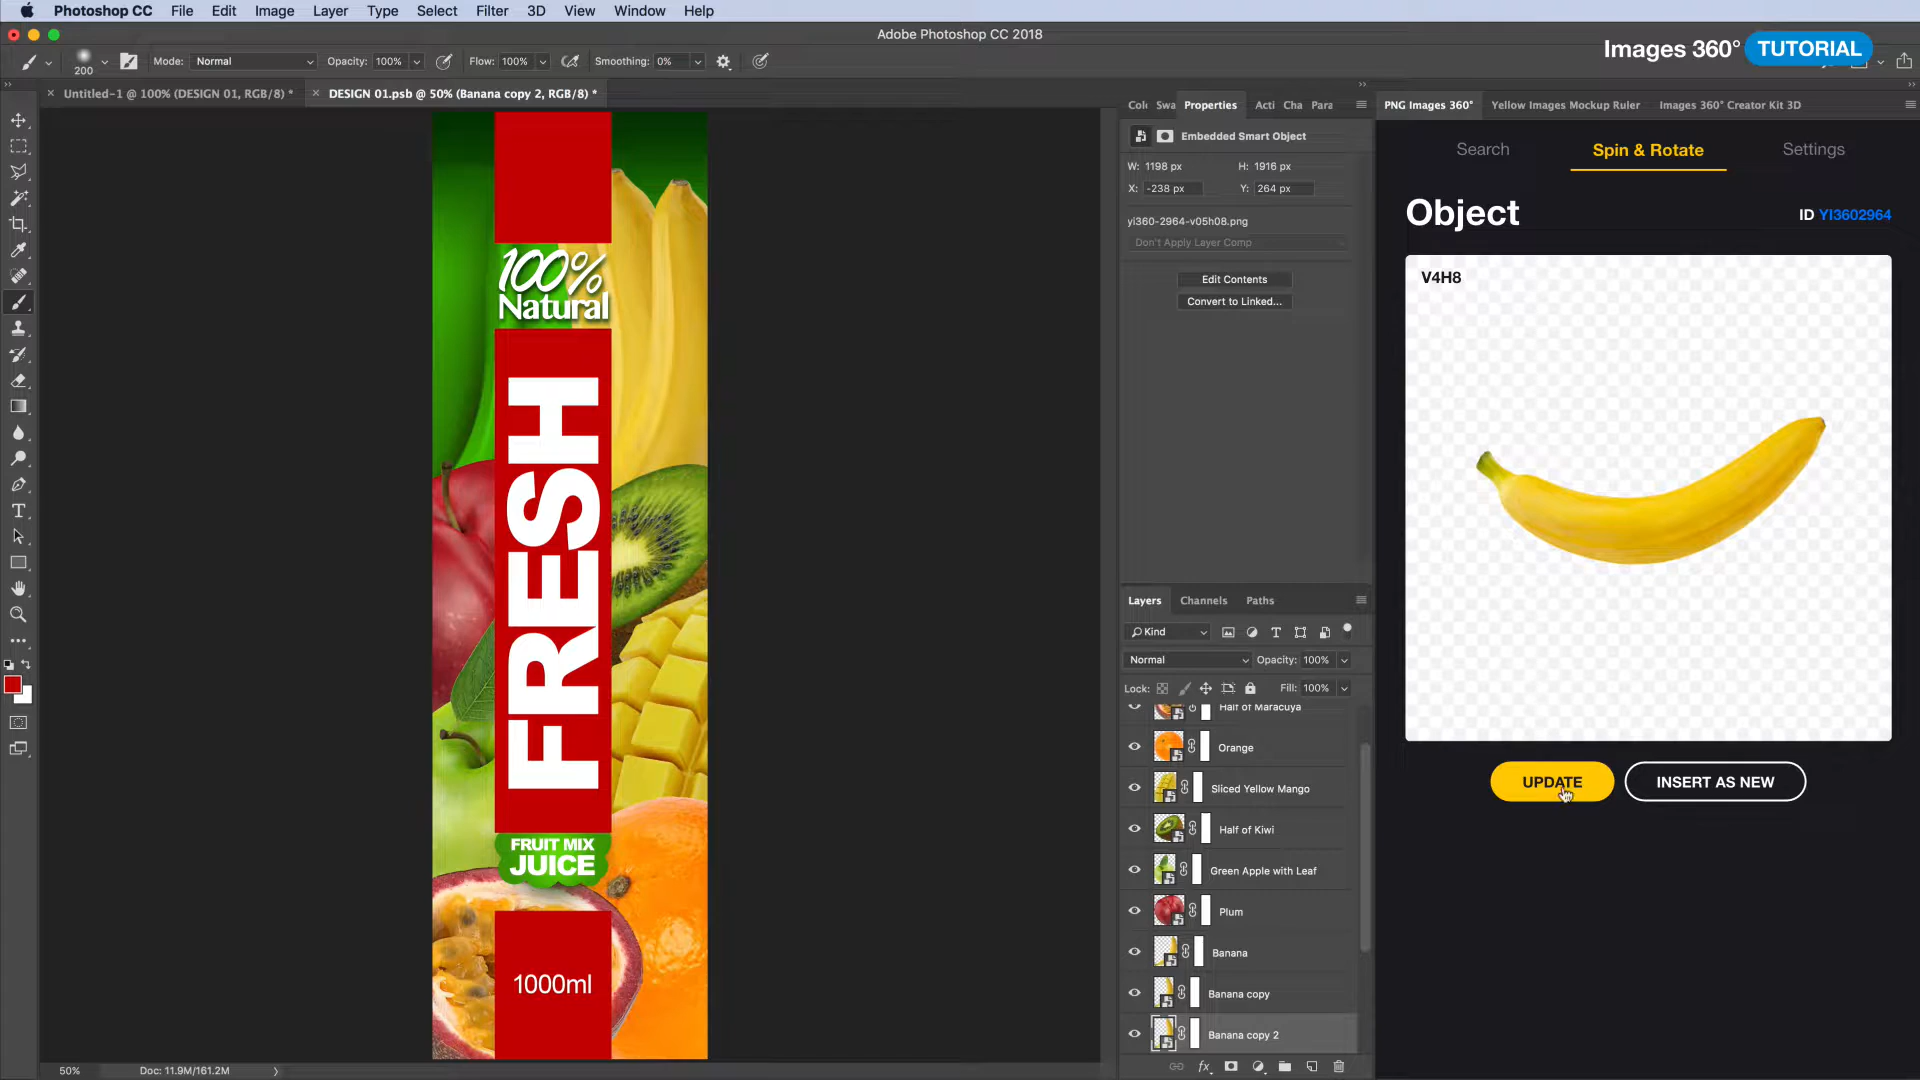 Photoshop CC File Edit Image Layer Type Select Filter 3D View Window Help
Adobe Photoshop CC 2018
Images 360° TUTORIAL
200 Mode: Normal Opacity: 100% Flow: 100% Smoothing: 0%
Untitled-1 @ 100% (DESIGN 01, RGB/8) *
DESIGN 01.psb @ 50% (Banana copy 2, RGB/8) *
Col Swa Properties Acti Cha Para
PNG Images 360° Yellow Images Mockup Ruler Images 360° Creator Kit 3D
Embedded Smart Object
W: 1198 px H: 1916 px
X: -238 px Y: 264 px
yi360-2964-v05h08.png
Don't Apply Layer Comp
Edit Contents
Convert to Linked...
Search Spin & Rotate Settings
Object
ID YI3602964
V4H8
UPDATE INSERT AS NEW
100%
Natural
FRESH
FRUIT MIX
JUICE
1000ml
Layers Channels Paths
Kind
Normal Opacity: 100%
Lock: Fill: 100%
Half of Maracuya
Orange
Sliced Yellow Mango
Half of Kiwi
Green Apple with Leaf
Plum
Banana
Banana copy
Banana copy 2
50% Doc: 11.9M/161.2M